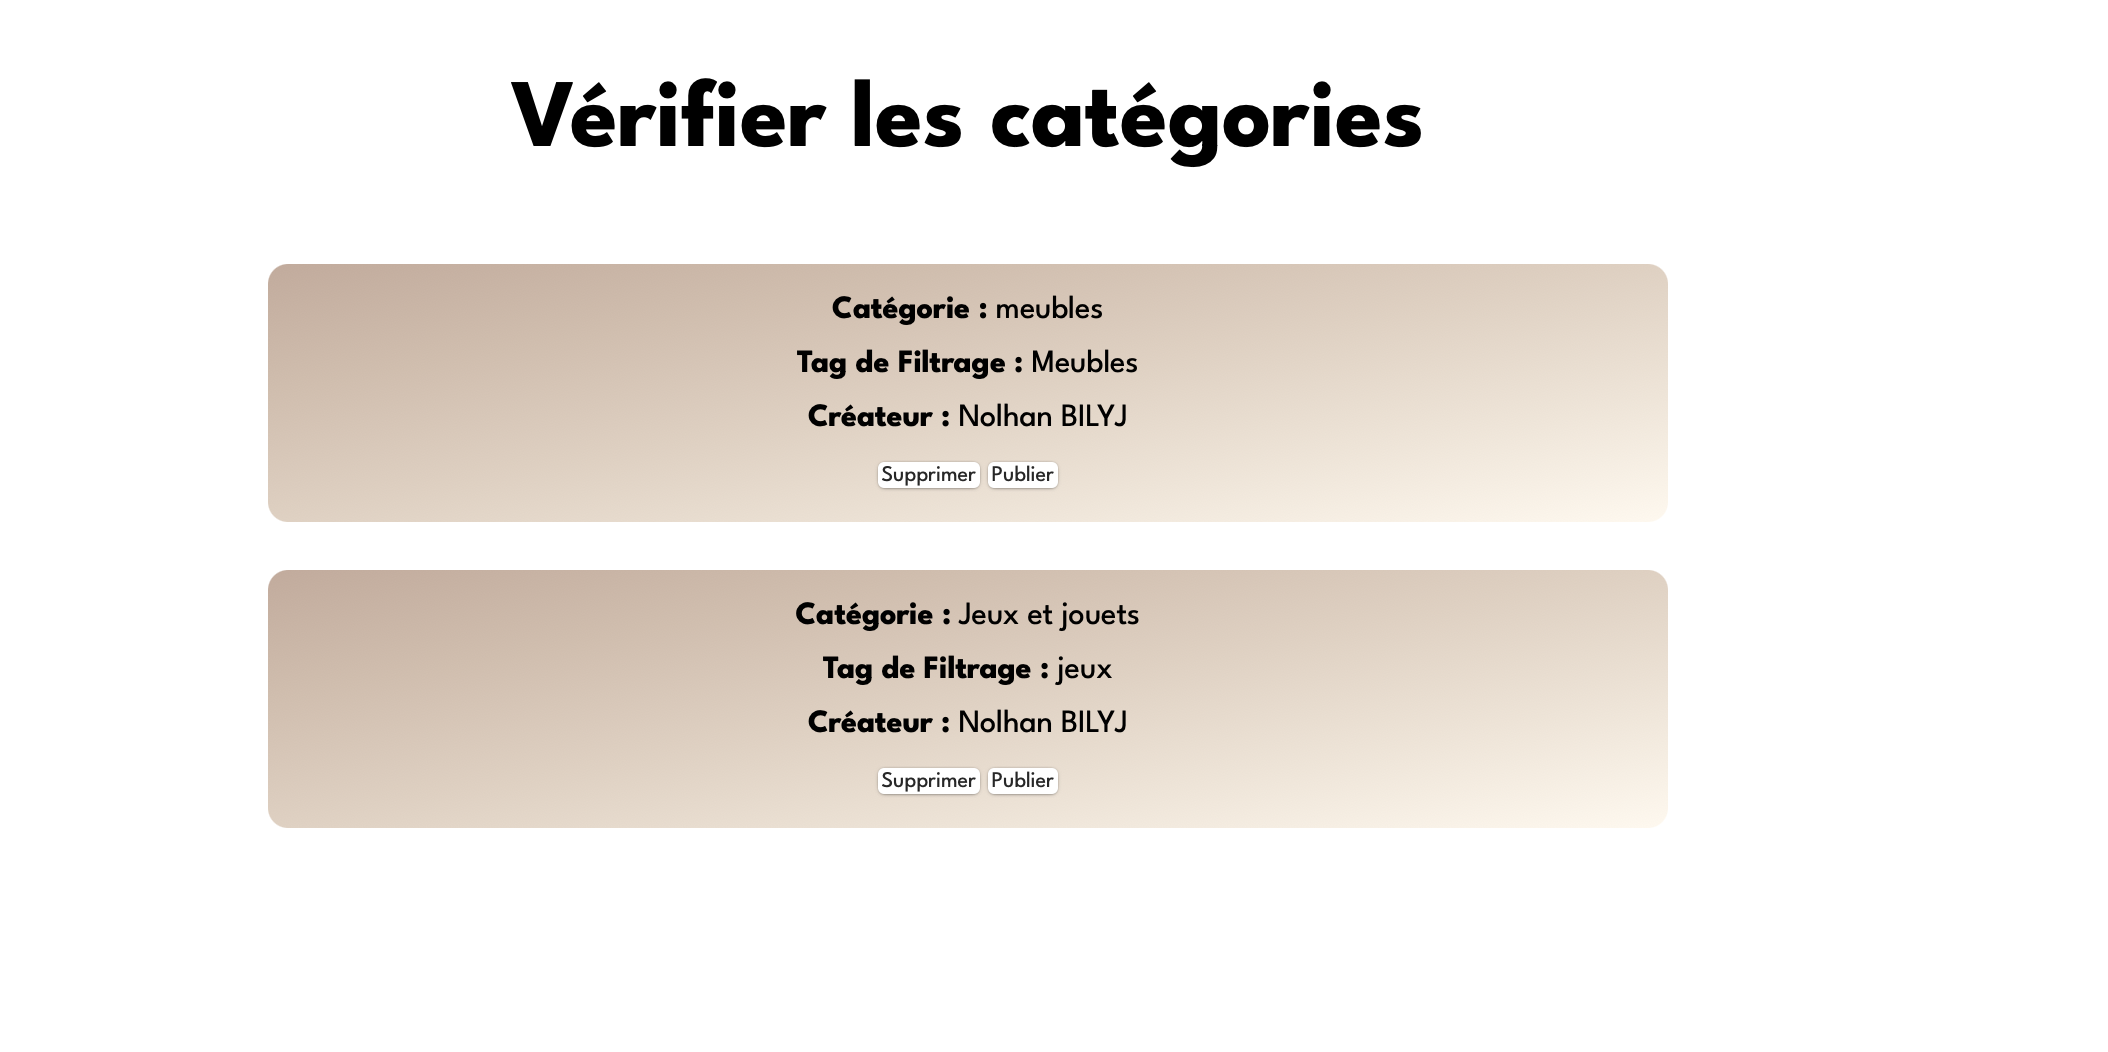 Vérifier les catégories
Catégorie : meubles
Tag de Filtrage : Meubles
Créateur : Nolhan BILYJ
Supprimer Publier
Catégorie : Jeux et jouets
Tag de Filtrage : jeux
Créateur : Nolhan BILYJ
Supprimer Publier